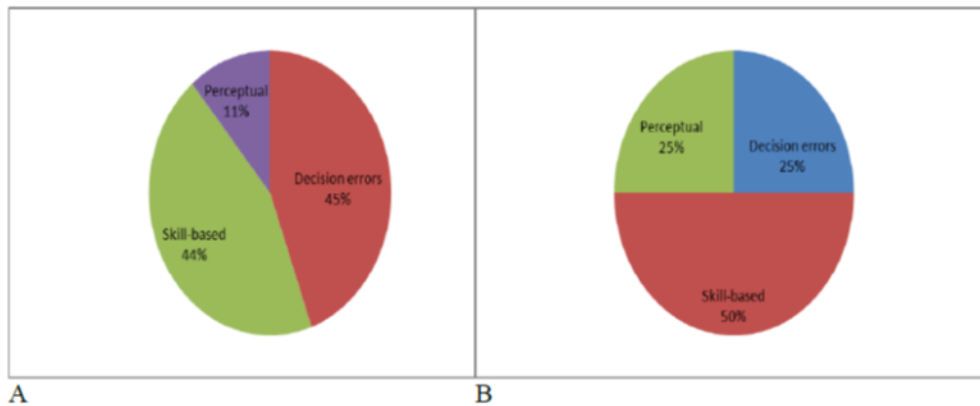 Perceptual
11%
Decision errors
45%
Skill-based
44%
Perceptual
25%
Decision errors
25%
Skill-based
50%
A
B